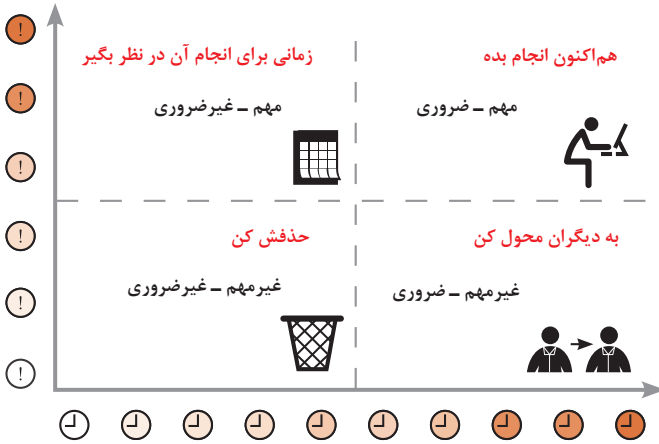 هم‌اکنون انجام بده
مهم ـ ضروری
زمانی برای انجام آن در نظر بگیر
مهم ـ غیرضروری
به دیگران محول کن
غیرمهم ـ ضروری
حذفش کن
غیرمهم ـ غیرضروری
!
!
!
!
!
!